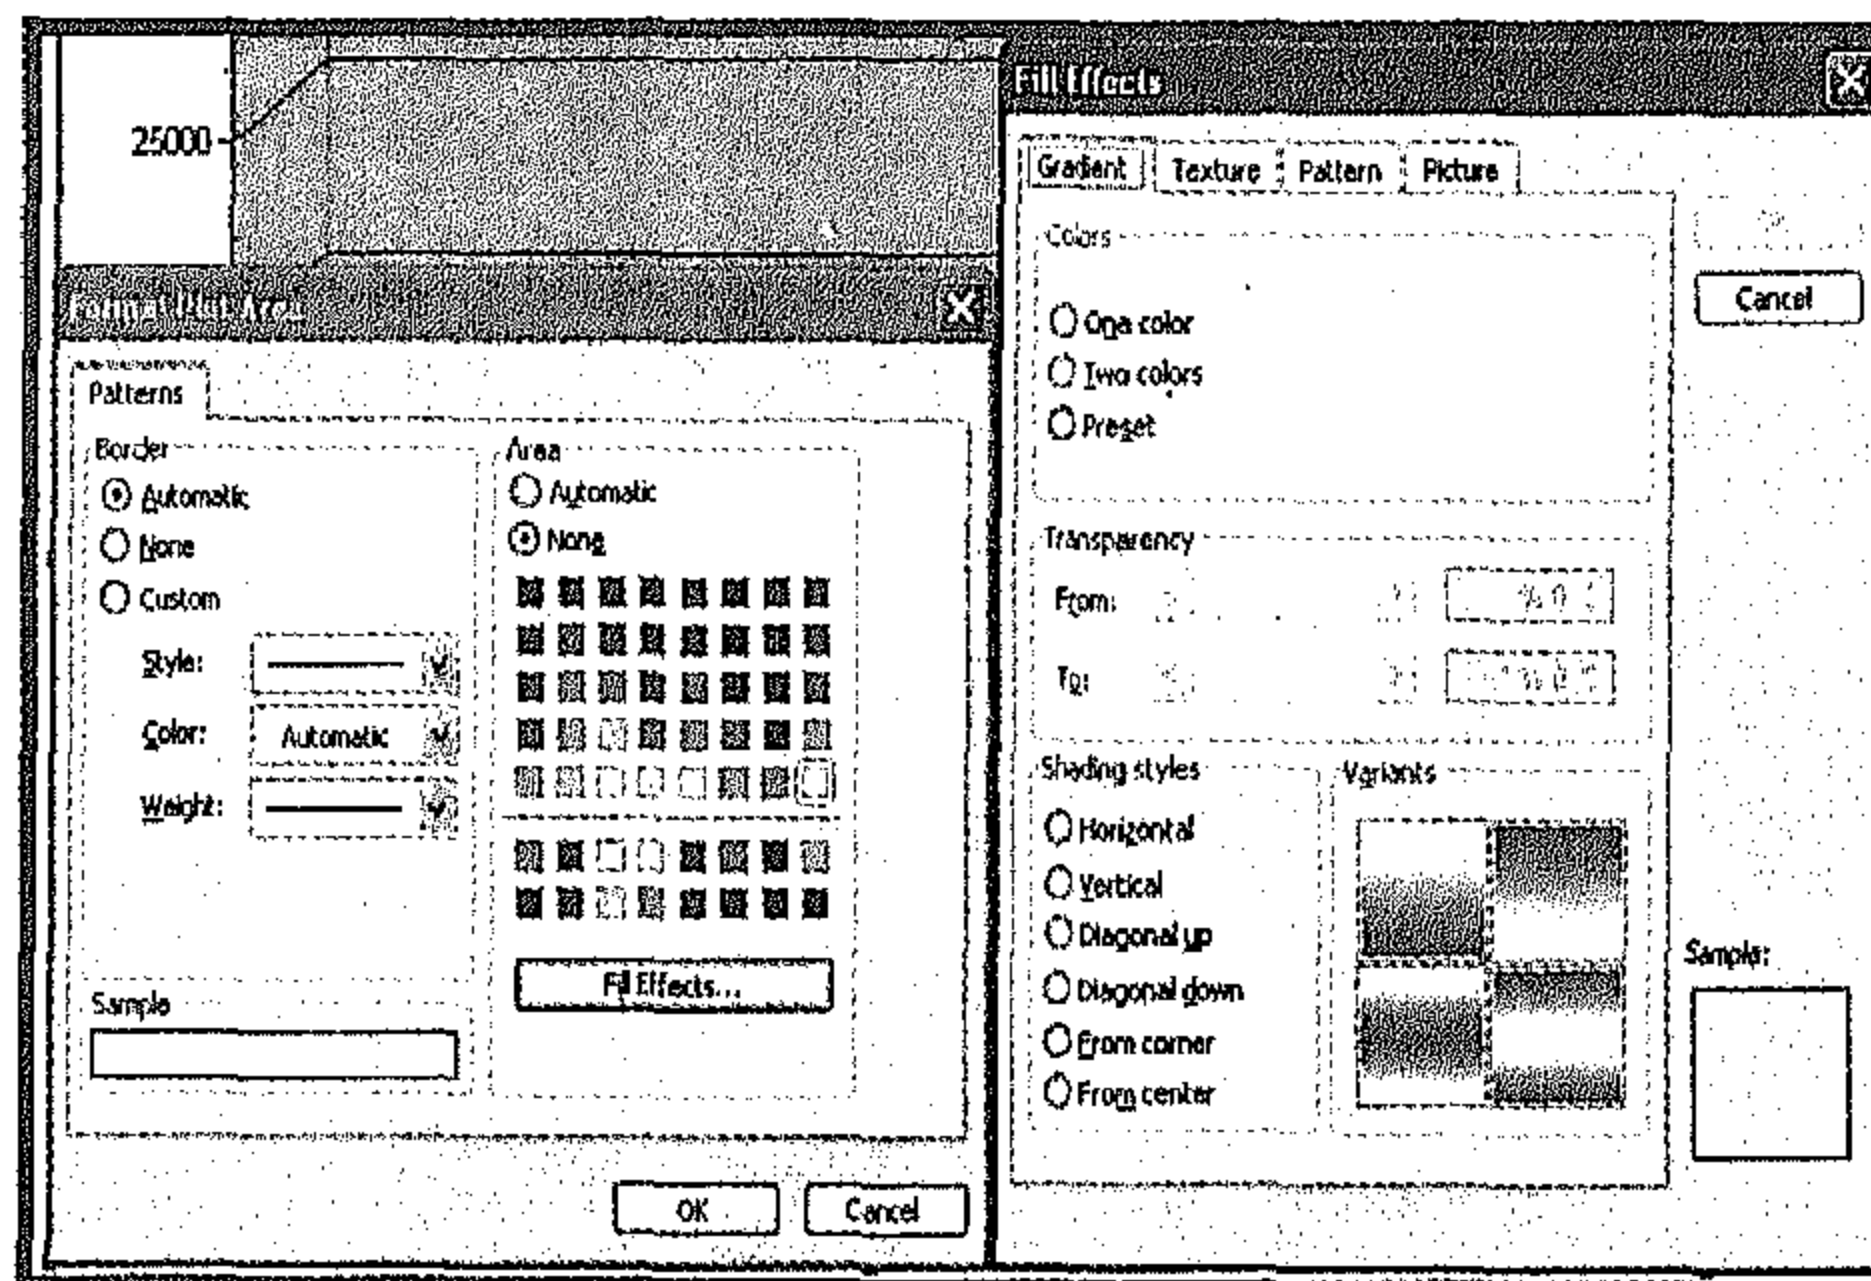 25000
Format Plot Area
Patterns
Border
Automatic
None
Custom
Style:
Color:
Automatic
Weight:
Sample
Area
Automatic
None
Fill Effects...
OK
Cancel
Fill Effects
Gradient
Texture
Pattern
Picture
Colors
One color
Two colors
Preset
Transparency
From:
To:
Shading styles
Horizontal
Vertical
Diagonal up
Diagonal down
From corner
From center
Variants
Cancel
Sample: